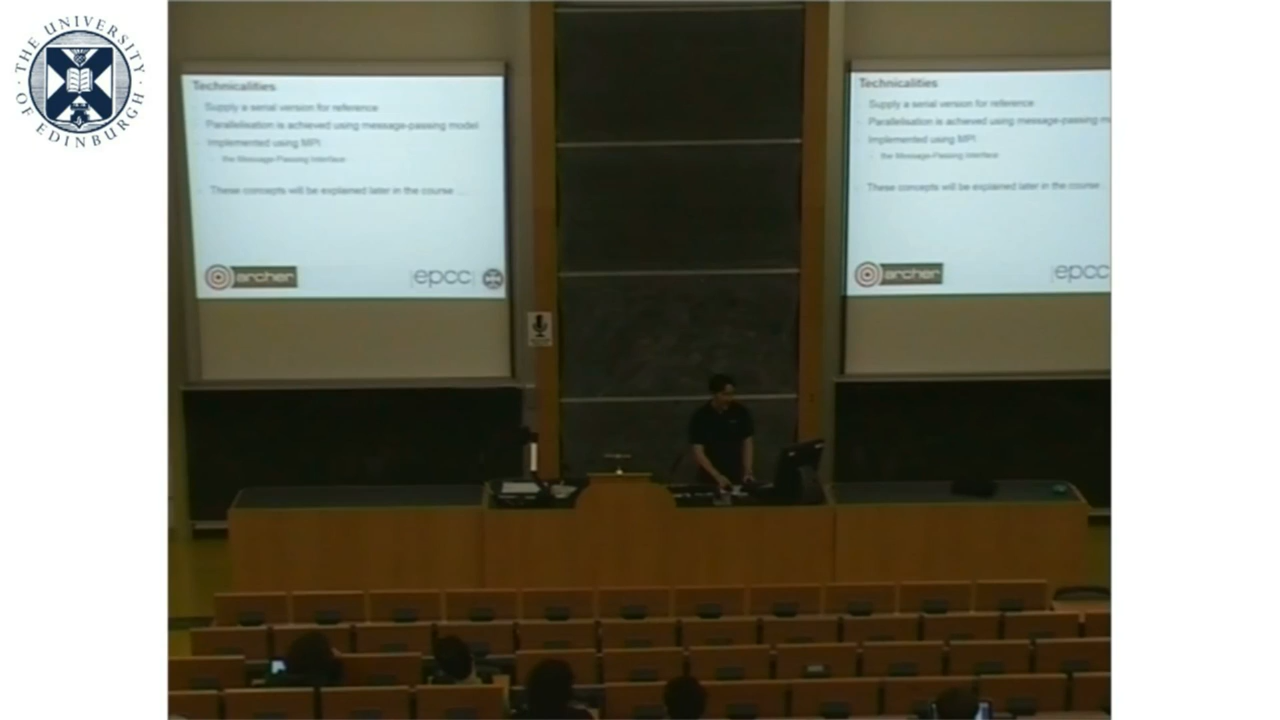 THE UNIVERSITY
OF EDINBURGH
Technicalities
Supply a serial version for reference
Parallelisation is achieved using message-passing model
Implemented using MPI
the Message-Passing Interface
These concepts will be explained later in the course ...
archer
epcc
Technicalities
Supply a serial version for reference
Parallelisation is achieved using message-passing m
Implemented using MPI
the Message-Passing Interface
These concepts will be explained later in the course
archer
epcc